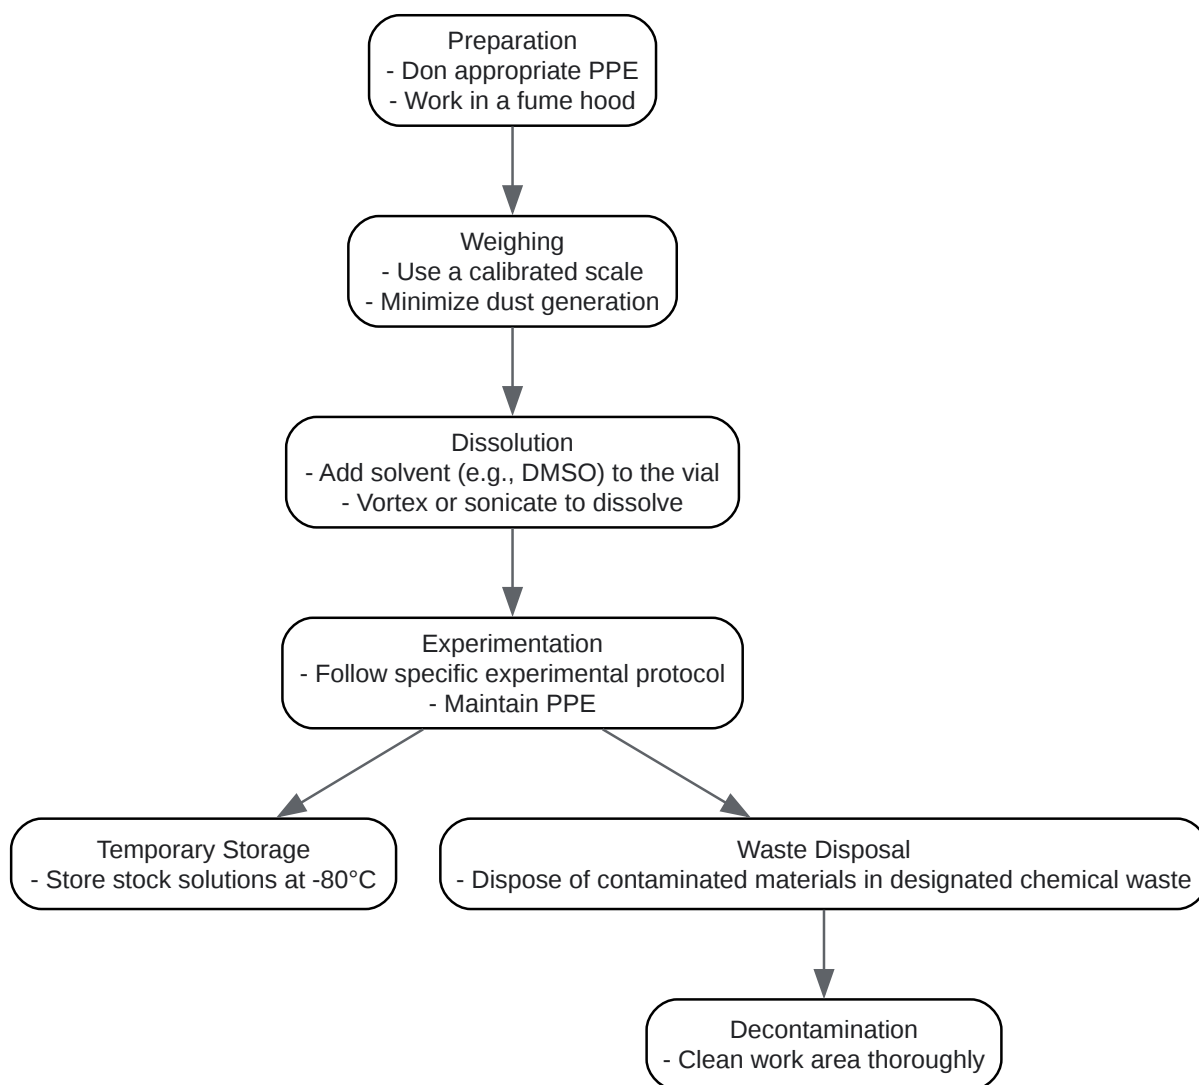 Preparation
- Don appropriate PPE
- Work in a fume hood
Weighing
- Use a calibrated scale
- Minimize dust generation
Dissolution
- Add solvent (e.g., DMSO) to the vial
- Vortex or sonicate to dissolve
Experimentation
- Follow specific experimental protocol
- Maintain PPE
Temporary Storage
- Store stock solutions at -80°C
Waste Disposal
- Dispose of contaminated materials in designated chemical waste
Decontamination
- Clean work area thoroughly